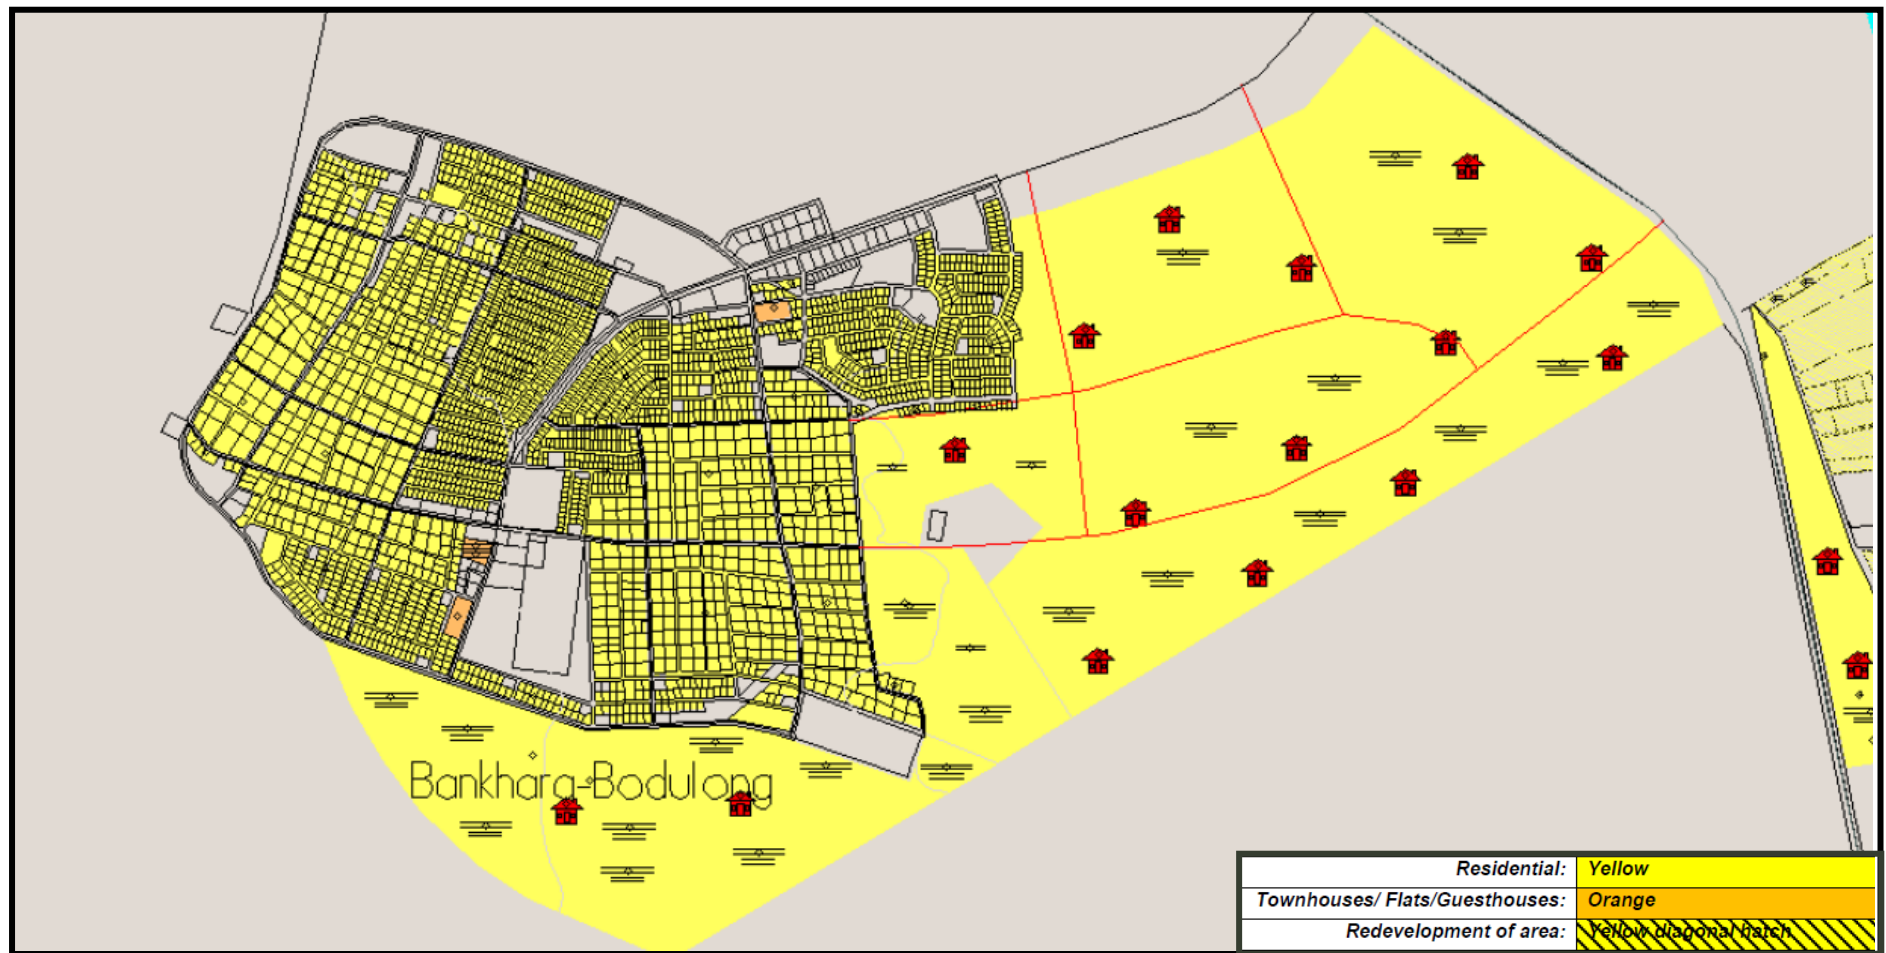 Bankhara-Bodulong
Residential: Yellow
Townhouses/ Flats/Guesthouses: Orange
Redevelopment of area: Yellow diagonal hatch